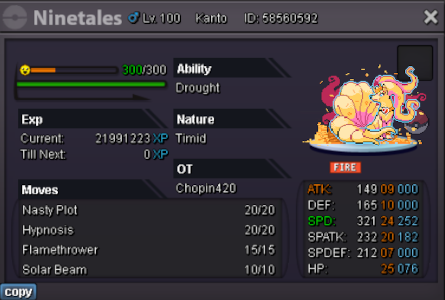 Ninetales ♂ Lv. 100 Kanto ID: 58560592
300/300
Ability
Drought
Exp
Current: 21991223 XP
Till Next: 0 XP
Nature
Timid
OT
Chopin420
FIRE
Moves
Nasty Plot 20/20
Hypnosis 20/20
Flamethrower 15/15
Solar Beam 10/10
ATK: 149 09 000
DEF: 165 10 000
SPD: 321 24 252
SPATK: 232 20 182
SPDEF: 212 07 000
HP: 25 076
copy